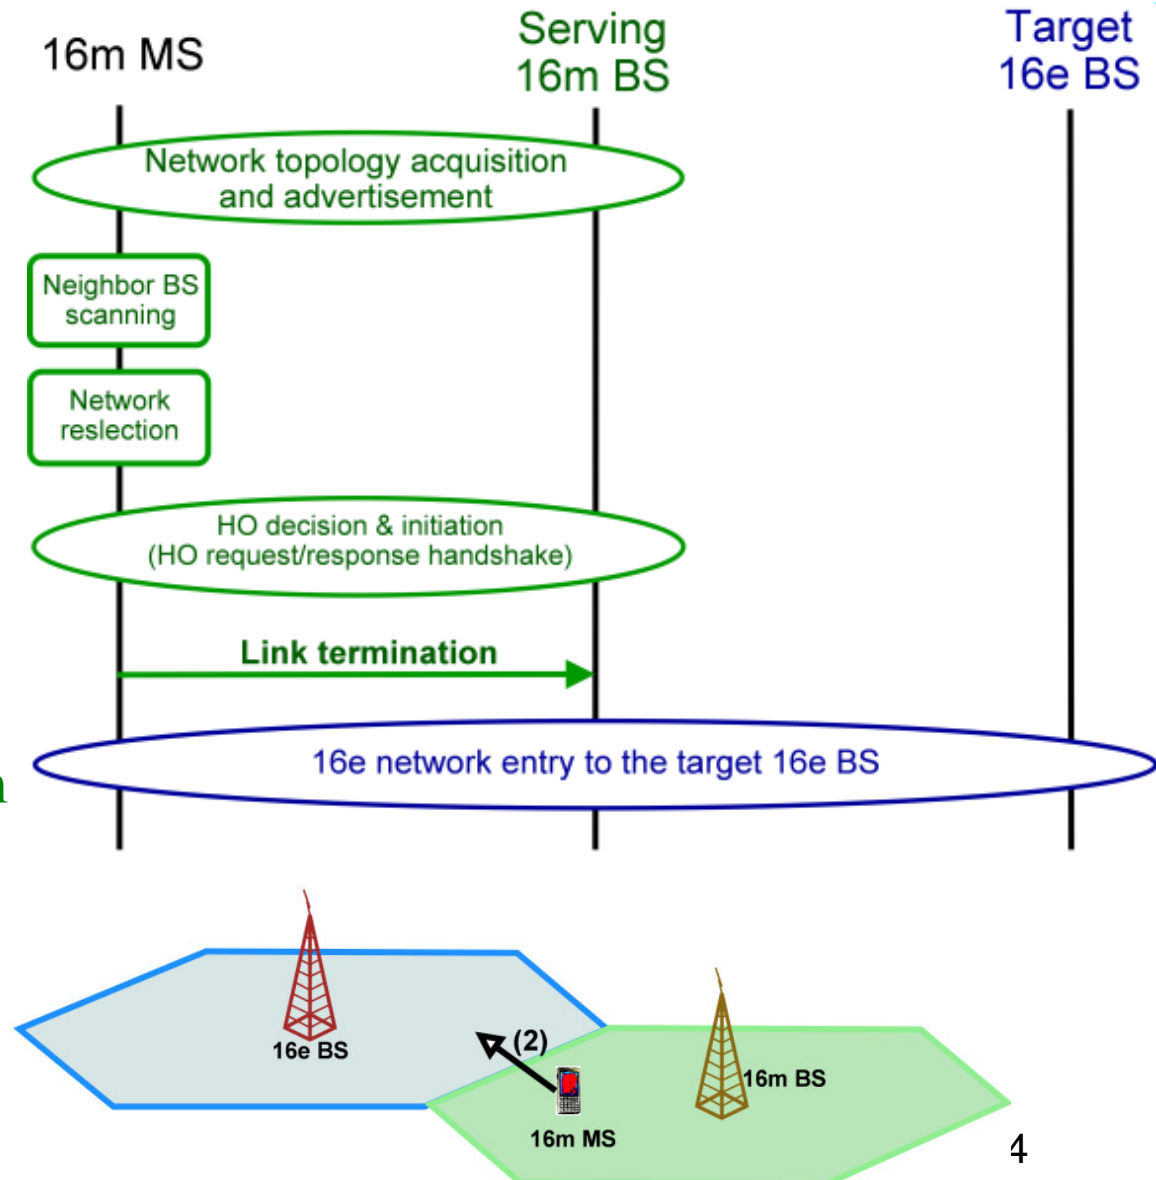 16m MS
Serving
16m BS
Target
16e BS
Network topology acquisition
and advertisement
Neighbor BS
scanning
Network
reslection
HO decision & initiation
(HO request/response handshake)
Link termination
16e network entry to the target 16e BS
n
16e BS
(2)
16m BS
16m MS
4